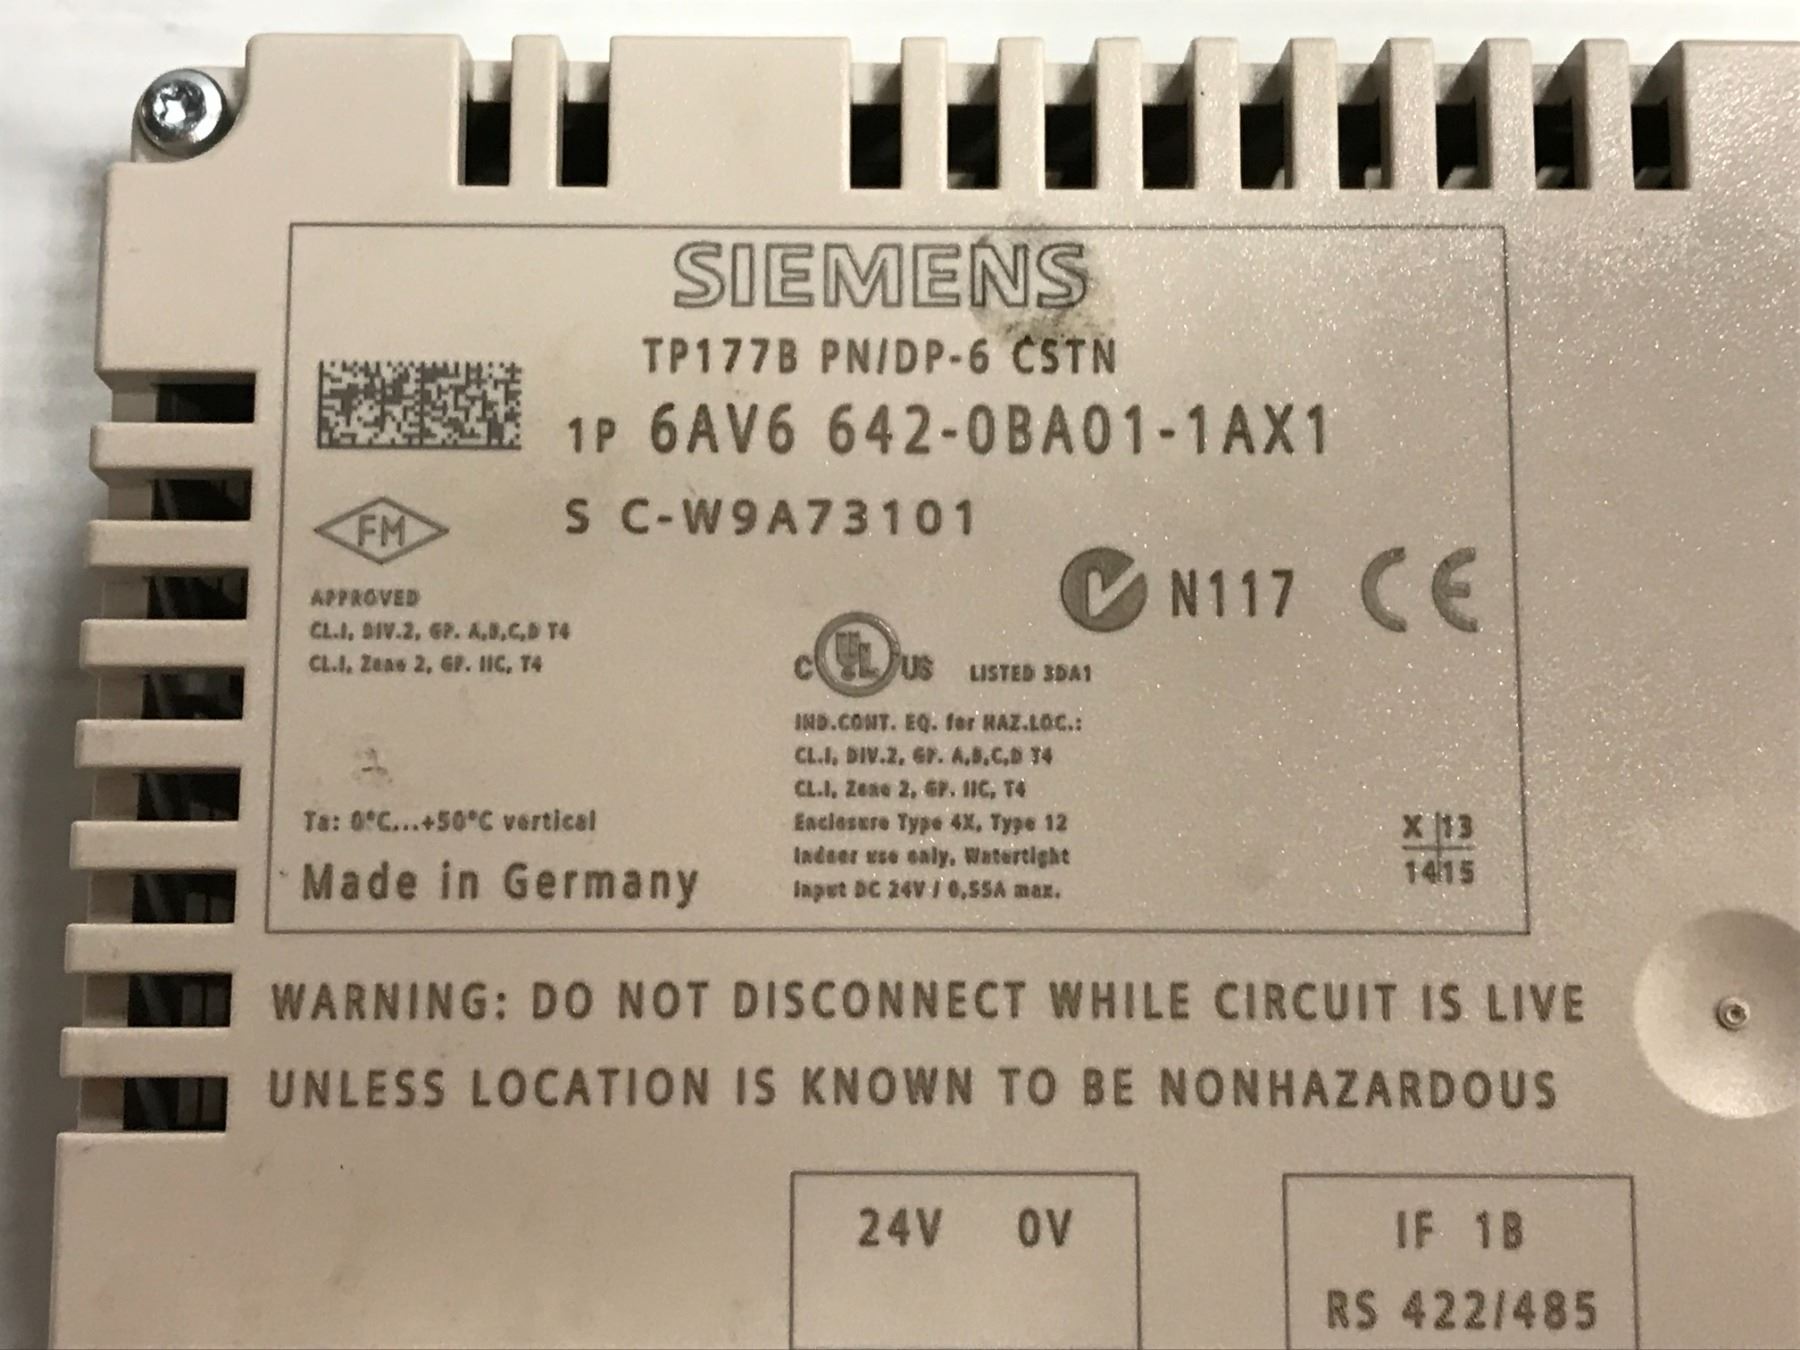 SIEMENS
TP177B PN/DP-6 CSTN
1P 6AV6 642-0BA01-1AX1
S C-W9A73101
FM
APPROVED
CL.I, DIV.2, GP. A,B,C,D T4
CL.I, Zone 2, GP. IIC, T4
N117 CE
C UL US LISTED 3DA1
IND.CONT. EQ. for HAZ.LOC.:
CL.I, DIV.2, GP. A,B,C,D T4
CL.I, Zone 2, GP. IIC, T4
Enclosure Type 4X, Type 12
Indoor use only, Watertight
Input DC 24V / 0,55A max.
Ta: 0°C...+50°C vertical
Made in Germany
X 13
14 15
WARNING: DO NOT DISCONNECT WHILE CIRCUIT IS LIVE
UNLESS LOCATION IS KNOWN TO BE NONHAZARDOUS
24V 0V
IF 1B
RS 422/485